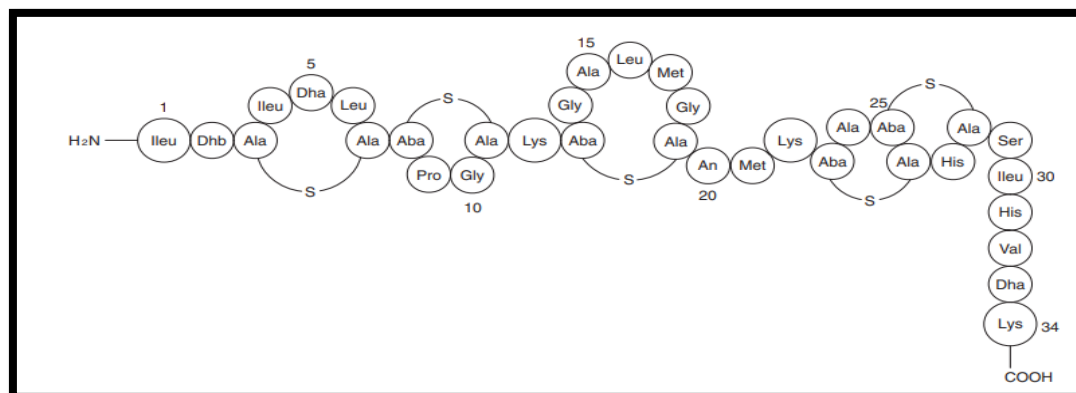 H₂N
1
Ileu
Dhb
Ala
Ileu
5
Dha
Leu
Ala
S
Aba
Pro
Gly
10
Ala
S
Lys
Aba
Gly
15
Ala
Leu
Met
Gly
Ala
S
An
20
Met
Lys
Aba
Ala
25
Aba
Ala
S
His
Ala
S
Ser
Ileu
30
His
Val
Dha
Lys
34
COOH